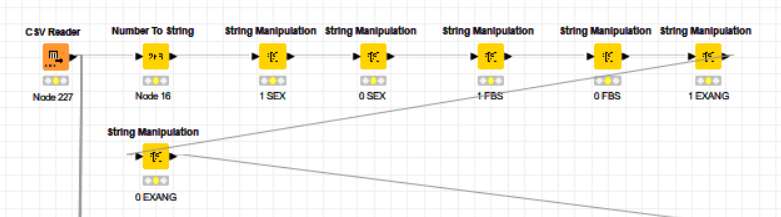 CSV Reader
Number To String
String Manipulation
String Manipulation
String Manipulation
String Manipulation
String Manipulation
Node 227
Node 16
1 SEX
0 SEX
1 FBS
0 FBS
1 EXANG
String Manipulation
0 EXANG